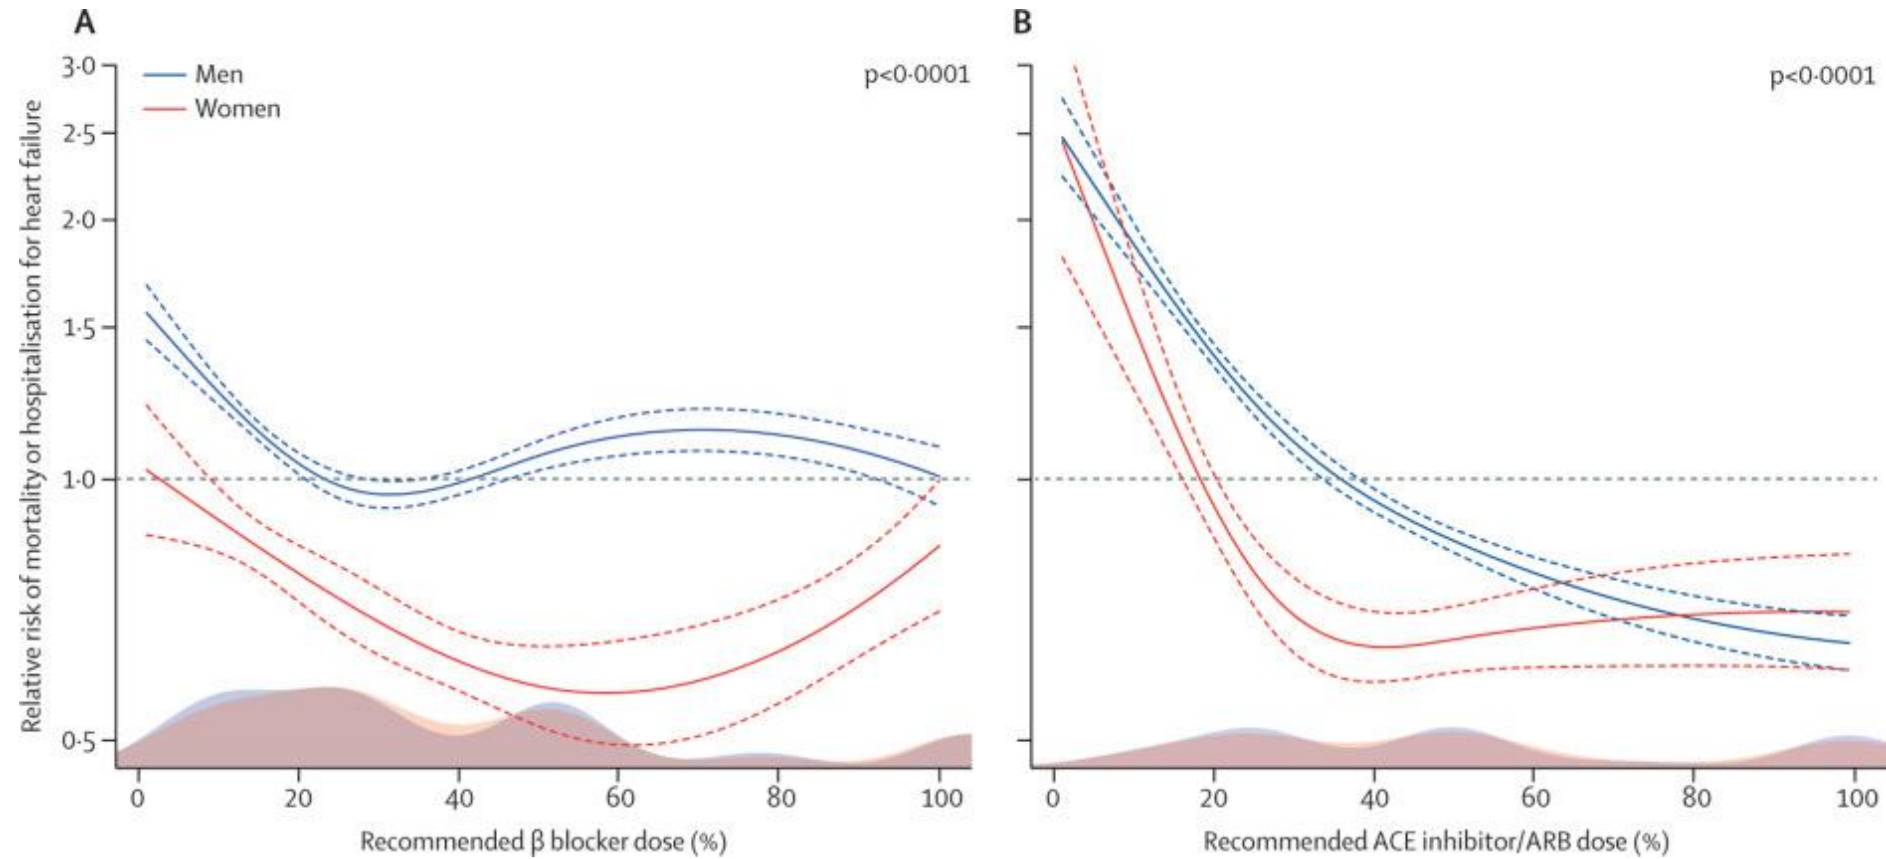 A
B
3·0
2·5
2·0
1·5
1·0
0·5
Relative risk of mortality or hospitalisation for heart failure
Men
Women
p<0·0001
p<0·0001
0
20
40
60
80
100
Recommended β blocker dose (%)
0
20
40
60
80
100
Recommended ACE inhibitor/ARB dose (%)